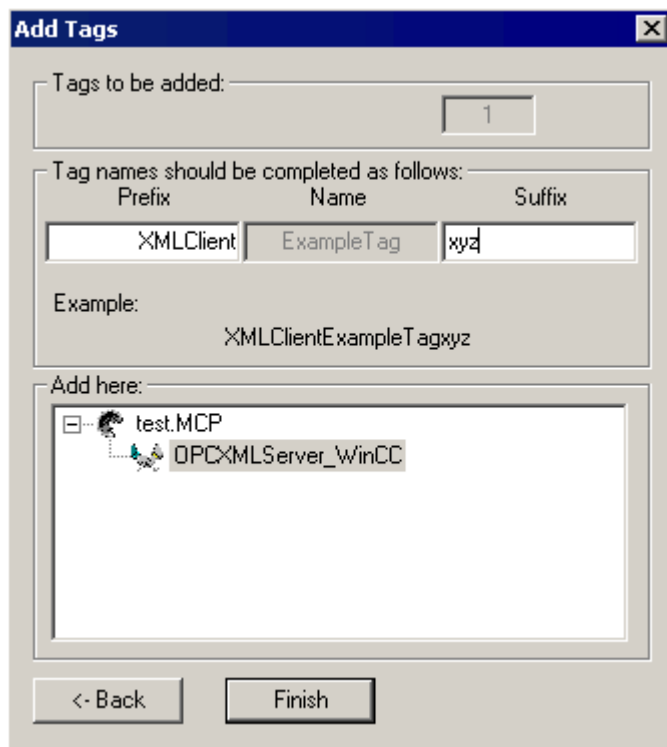 Add Tags
Tags to be added:
1
Tag names should be completed as follows:
Prefix Name Suffix
XMLClient ExampleTag xyz
Example:
XMLClientExampleTagxyz
Add here:
test.MCP
OPCXMLServer_WinCC
<- Back Finish